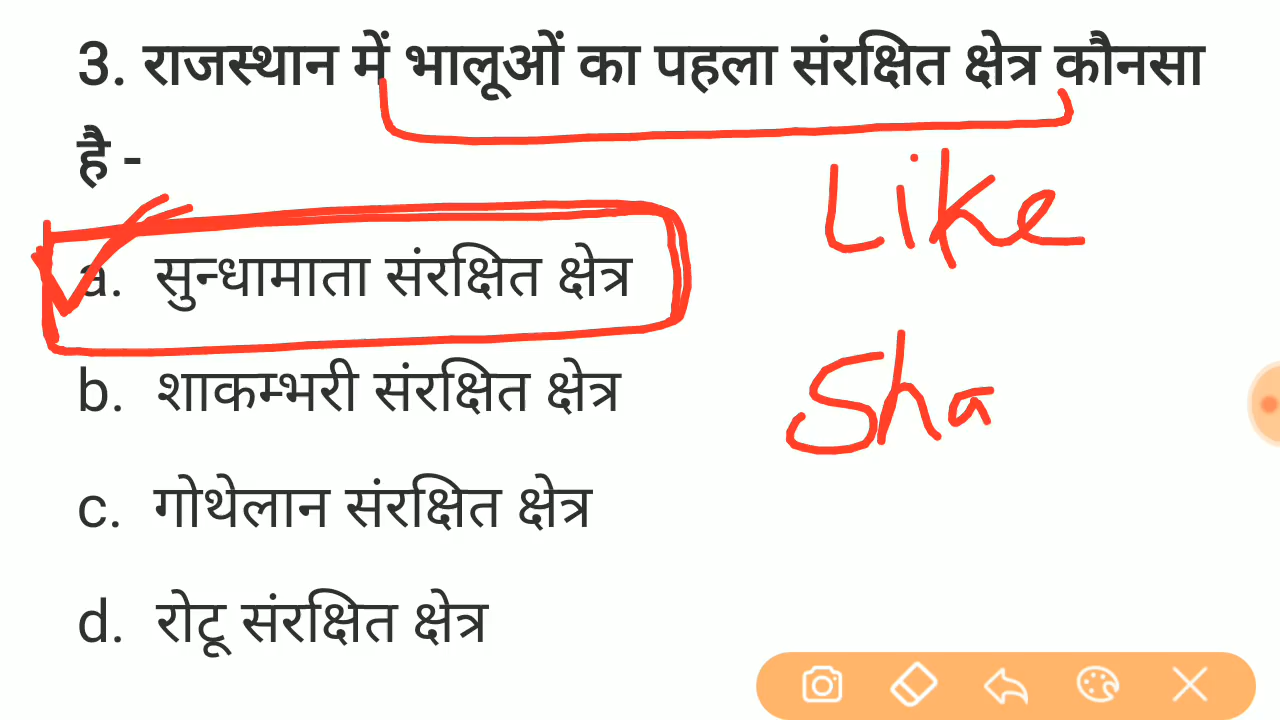 3. राजस्थान में भालूओं का पहला संरक्षित क्षेत्र कौनसा
है -
Like
a. सुन्धामाता संरक्षित क्षेत्र
b. शाकम्भरी संरक्षित क्षेत्र
Sha
c. गोथेलान संरक्षित क्षेत्र
d. रोटू संरक्षित क्षेत्र